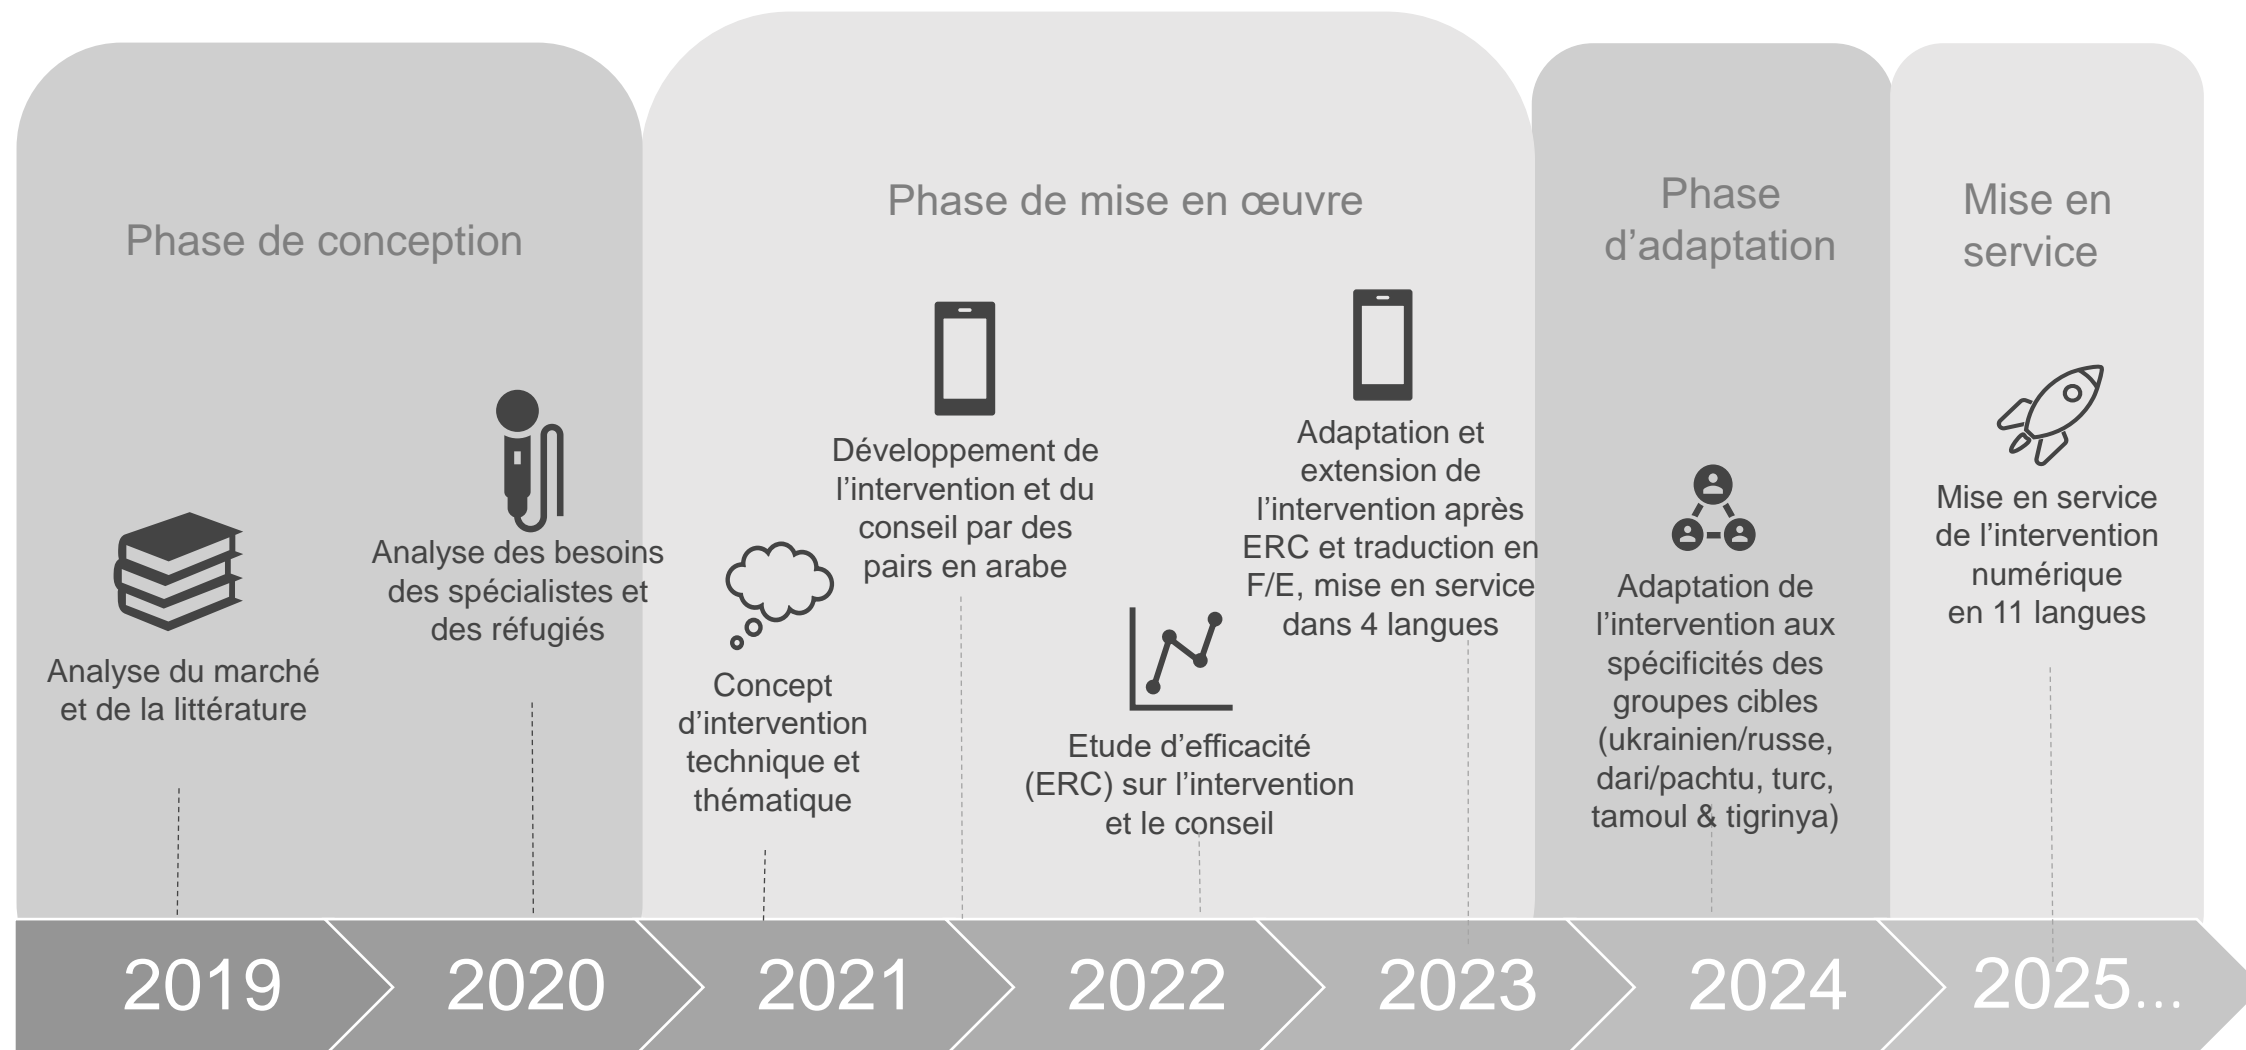 Phase de conception
Analyse du marché
et de la littérature
Analyse des besoins
des spécialistes et
des réfugiés
Phase de mise en œuvre
Concept
d’intervention
technique et
thématique
Développement de
l’intervention et du
conseil par des
pairs en arabe
Etude d’efficacité
(ERC) sur l’intervention
et le conseil
Adaptation et
extension de
l’intervention après
ERC et traduction en
F/E, mise en service
dans 4 langues
Phase
d’adaptation
Adaptation de
l’intervention aux
spécificités des
groupes cibles
(ukrainien/russe,
dari/pachtu, turc,
tamoul & tigrinya)
Mise en
service
Mise en service
de l’intervention
numérique
en 11 langues
2019
2020
2021
2022
2023
2024
2025...